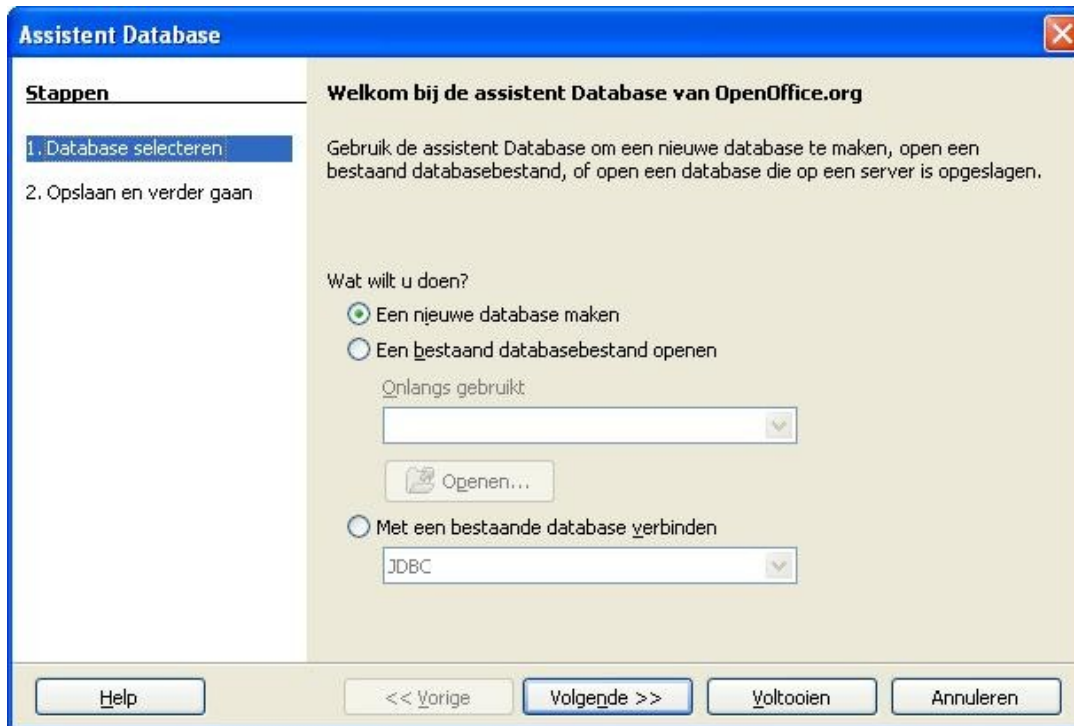 Assistent Database
Stappen
1. Database selecteren
2. Opslaan en verder gaan
Welkom bij de assistent Database van OpenOffice.org
Gebruik de assistent Database om een nieuwe database te maken, open een
bestaand databasebestand, of open een database die op een server is opgeslagen.
Wat wilt u doen?
Een nieuwe database maken
Een bestaand databasebestand openen
Onlangs gebruikt
Openen...
Met een bestaande database verbinden
JDBC
Help
<< Vorige
Volgende >>
Voltooien
Annuleren